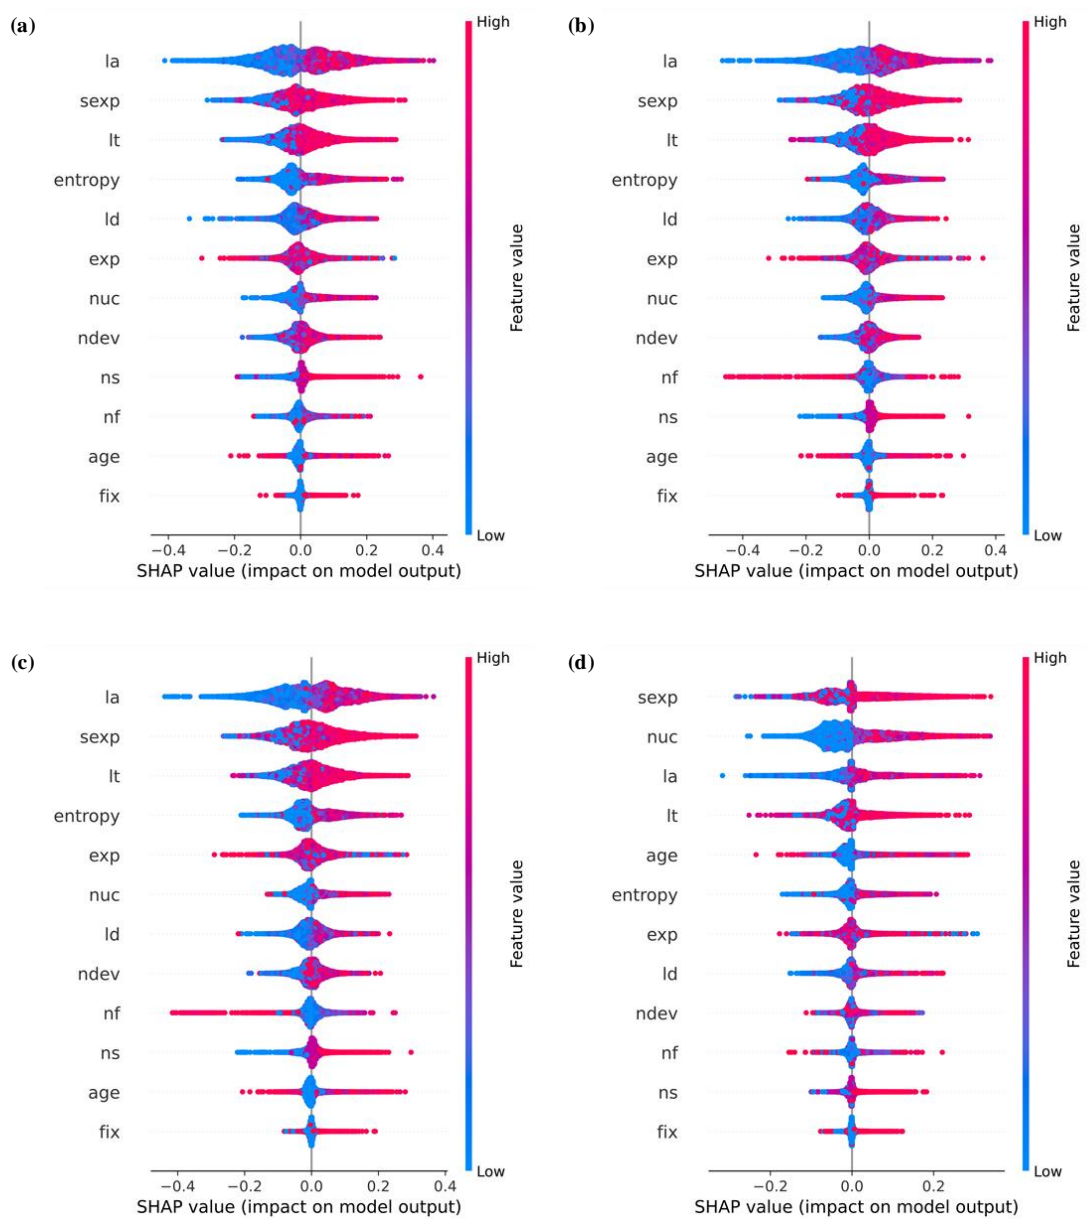 (a)
High
la
sexp
lt
entropy
ld
exp
nuc
ndev
ns
nf
age
fix
Feature value
Low
−0.4 −0.2 0.0 0.2 0.4
SHAP value (impact on model output)
(b)
High
la
sexp
lt
entropy
ld
exp
nuc
ndev
nf
ns
age
fix
Feature value
Low
−0.4 −0.2 0.0 0.2 0.4
SHAP value (impact on model output)
(c)
High
la
sexp
lt
entropy
exp
nuc
ld
ndev
nf
ns
age
fix
Feature value
Low
−0.4 −0.2 0.0 0.2 0.4
SHAP value (impact on model output)
(d)
High
sexp
nuc
la
lt
age
entropy
exp
ld
ndev
nf
ns
fix
Feature value
Low
−0.2 0.0 0.2
SHAP value (impact on model output)